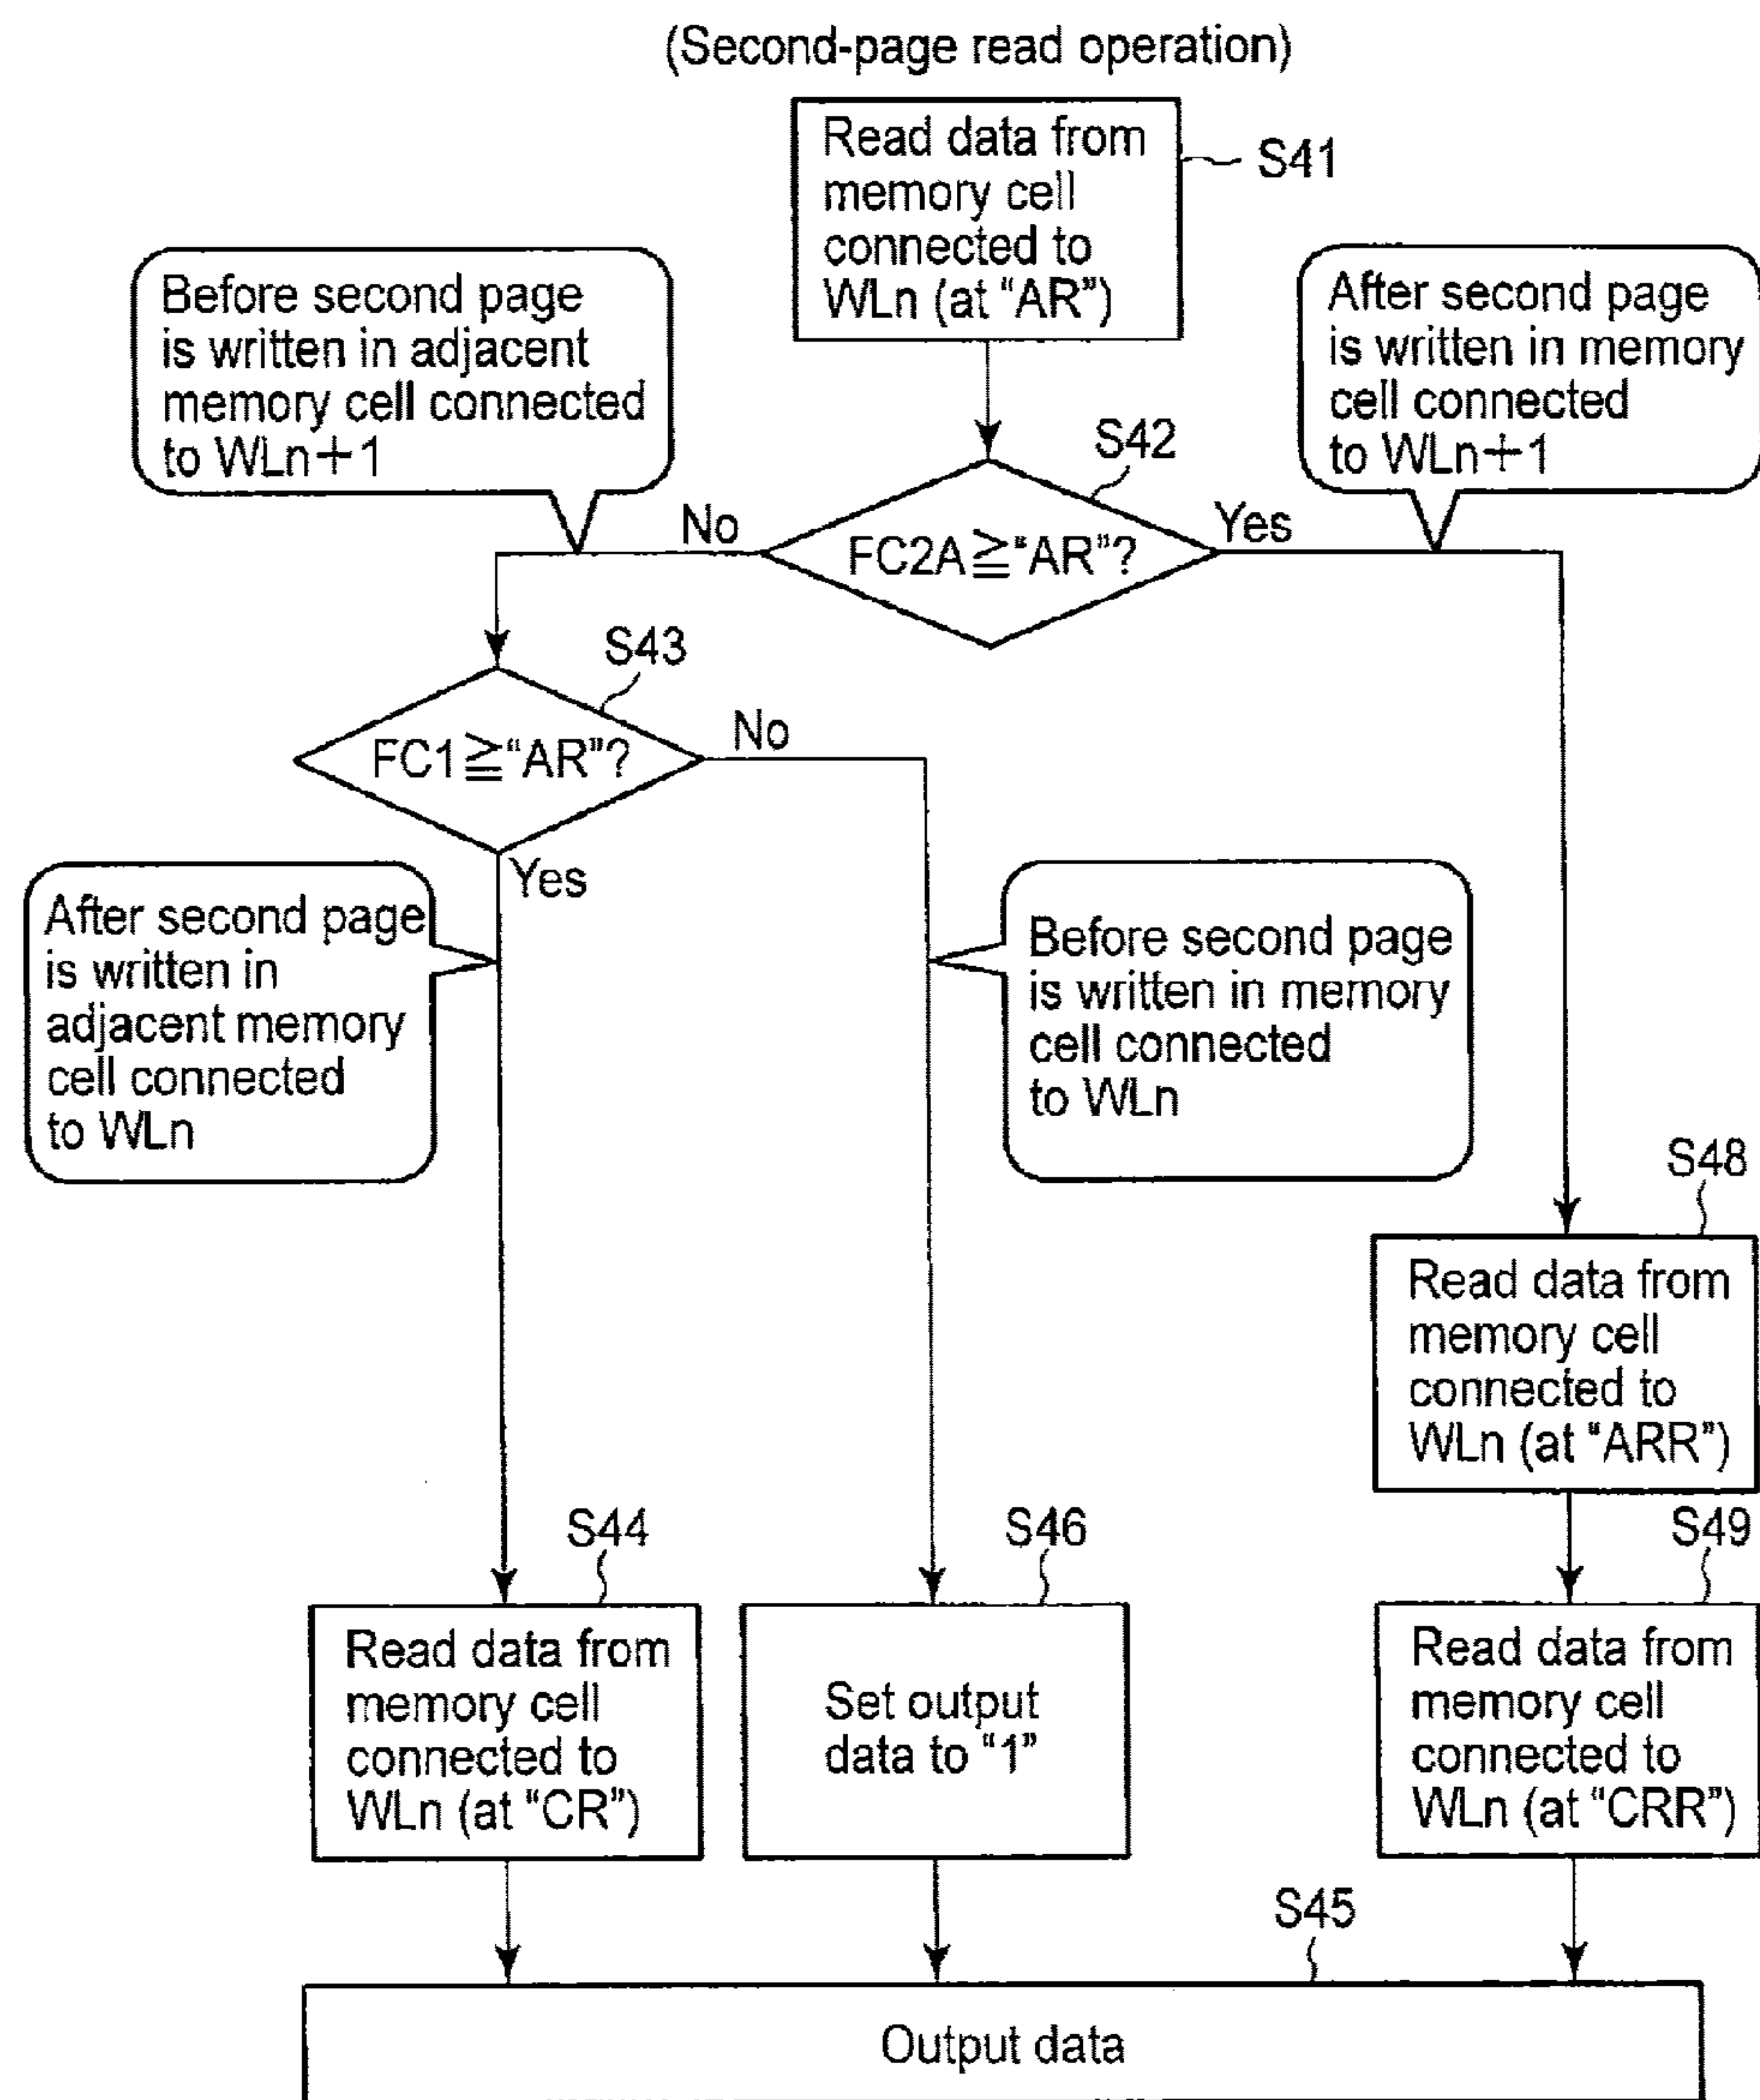 (Second-page read operation)
Read data from
memory cell
connected to
WLn (at “AR”)
S41
Before second page
is written in adjacent
memory cell connected
to WLn+1
After second page
is written in memory
cell connected
to WLn+1
S42
No
FC2A≧“AR”?
Yes
S43
FC1≧“AR”?
No
Yes
After second page
is written in
adjacent memory
cell connected
to WLn
Before second page
is written in memory
cell connected
to WLn
S48
Read data from
memory cell
connected to
WLn (at “ARR”)
S44
Read data from
memory cell
connected to
WLn (at “CR”)
S46
Set output
data to “1”
S49
Read data from
memory cell
connected to
WLn (at “CRR”)
S45
Output data